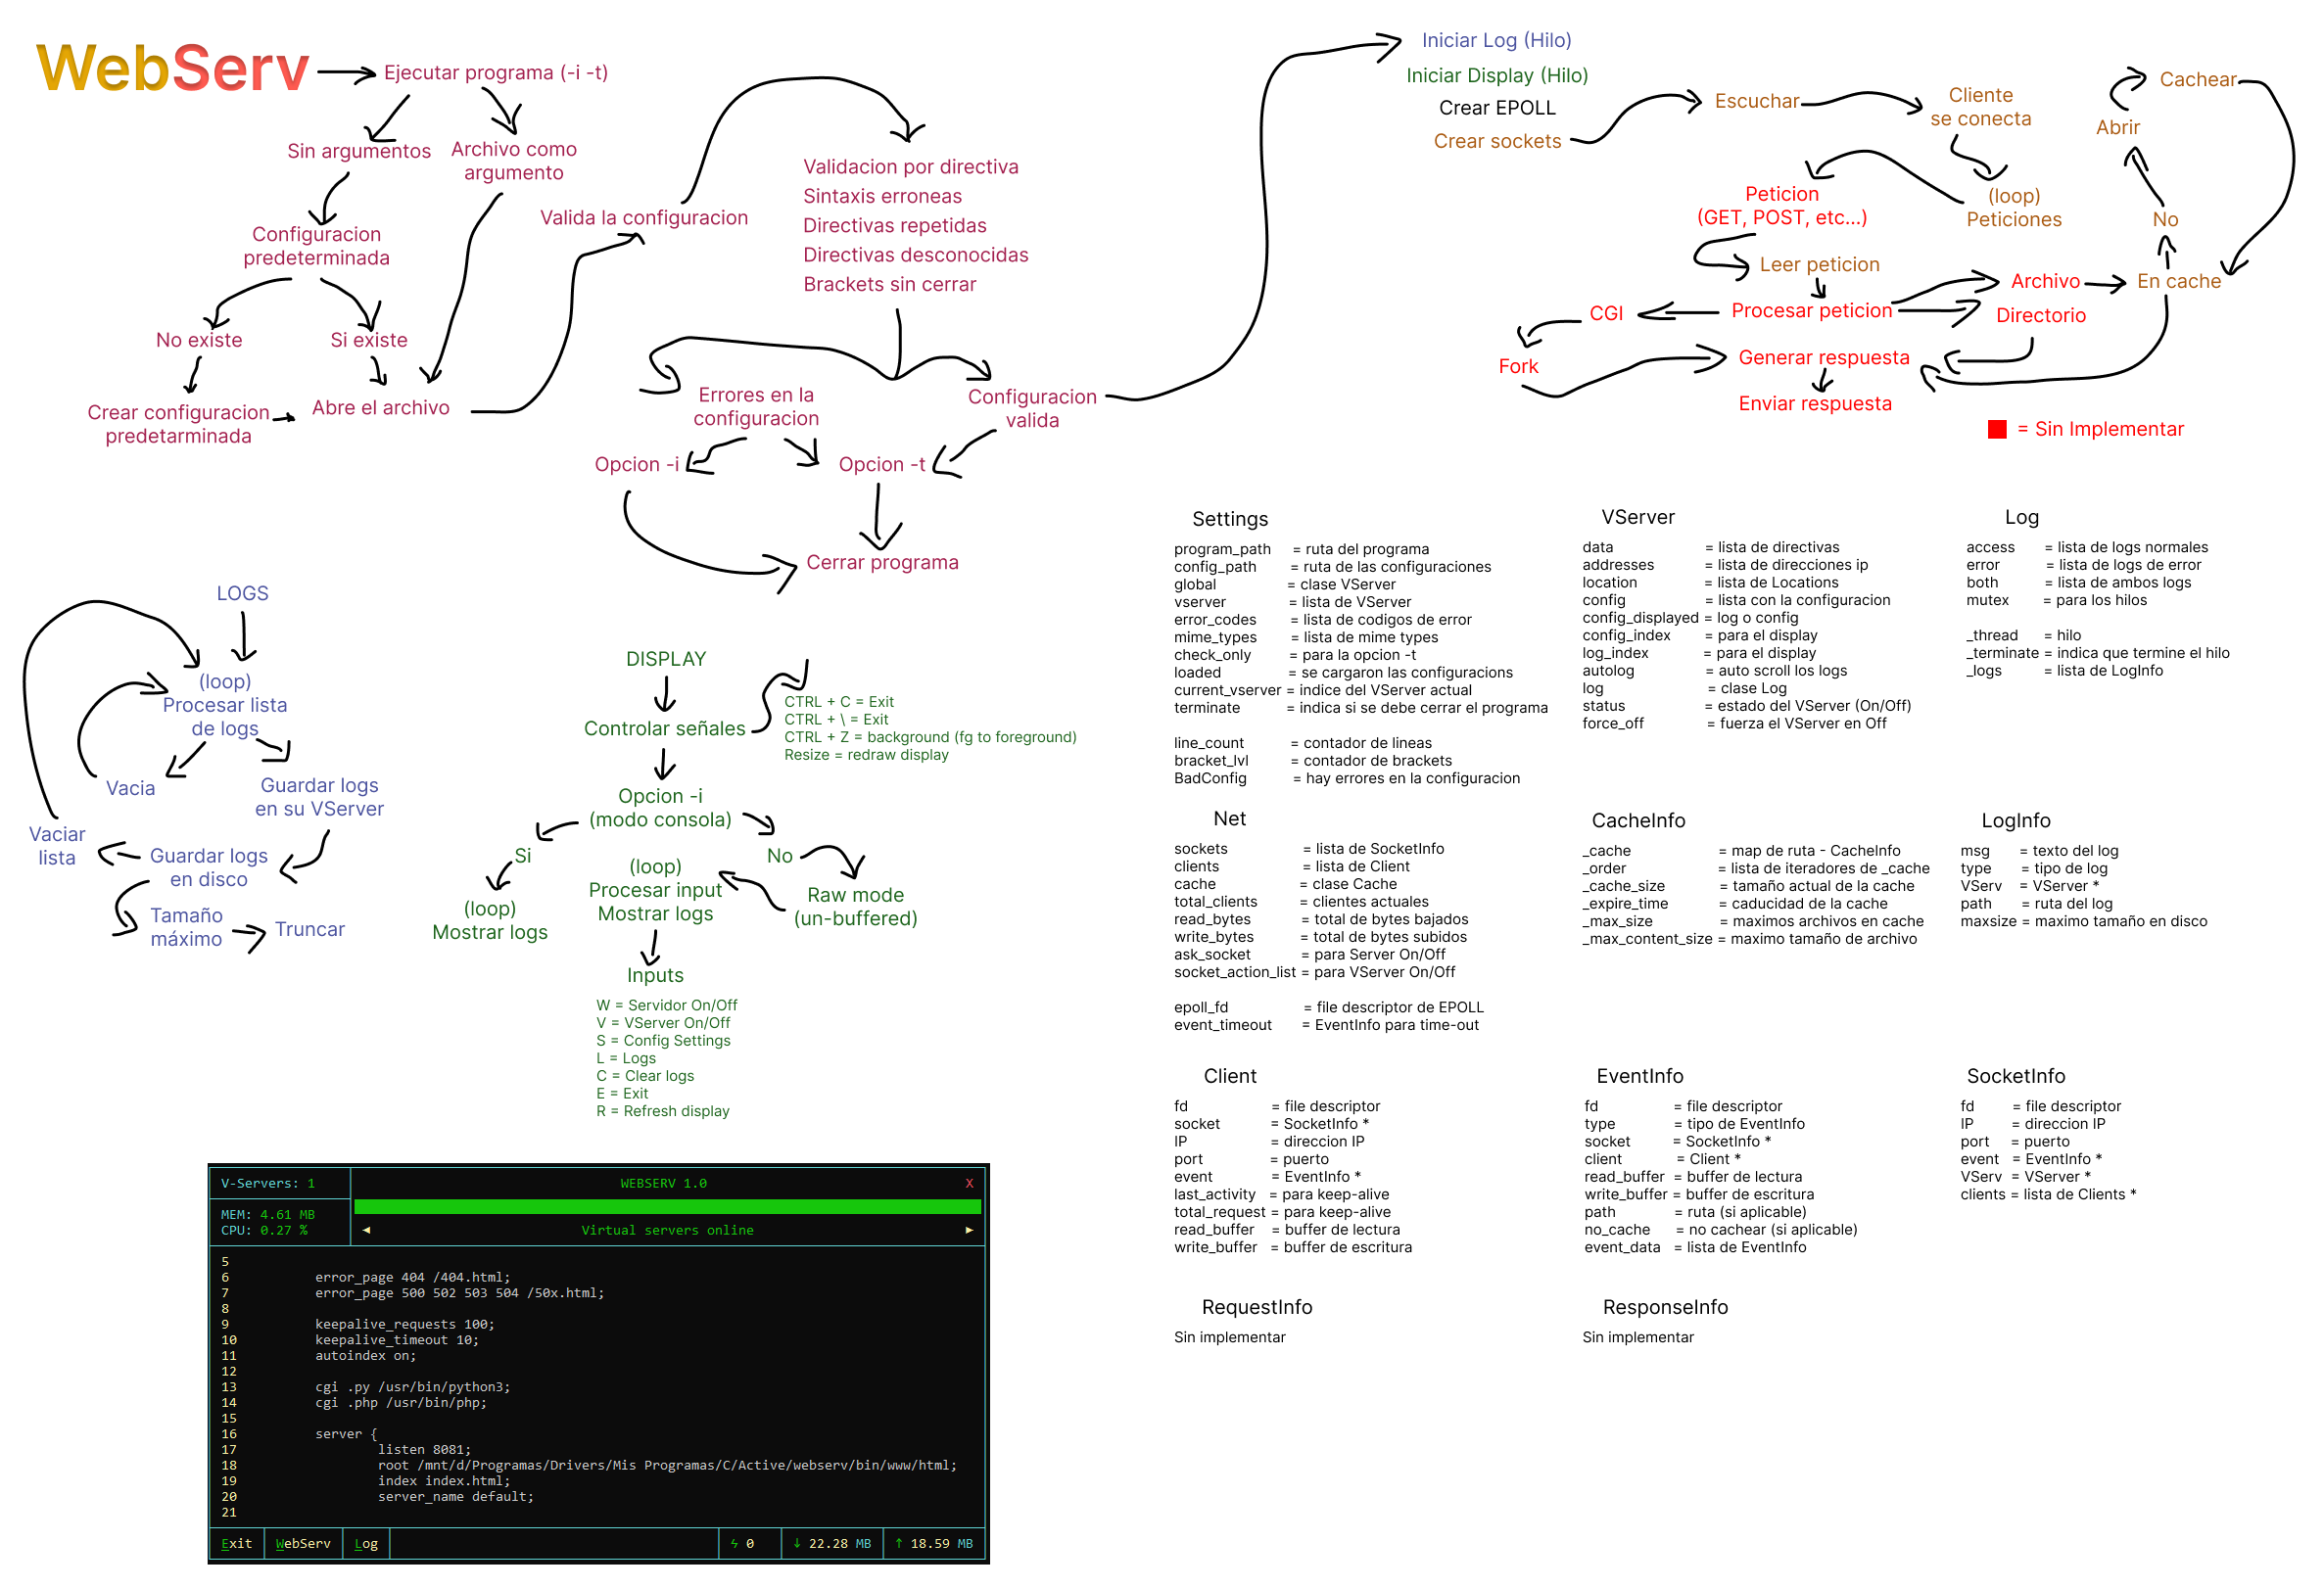 WebServ
Ejecutar programa (-i -t)
Sin argumentos
Archivo como
argumento
Configuracion
predeterminada
No existe
Si existe
Crear configuracion
predetarminada
Abre el archivo
Valida la configuracion
Validacion por directiva
Sintaxis erroneas
Directivas repetidas
Directivas desconocidas
Brackets sin cerrar
Errores en la
configuracion
Configuracion
valida
Opcion -i
Opcion -t
Cerrar programa
Iniciar Log (Hilo)
Iniciar Display (Hilo)
Crear EPOLL
Crear sockets
Escuchar
Cliente
se conecta
(loop)
Peticiones
Peticion
(GET, POST, etc...)
Leer peticion
Procesar peticion
CGI
Fork
Archivo
Directorio
En cache
No
Abrir
Cachear
Generar respuesta
Enviar respuesta
= Sin Implementar
LOGS
(loop)
Procesar lista
de logs
Vacia
Guardar logs
en su VServer
Vaciar
lista
Guardar logs
en disco
Tamaño
máximo
Truncar
DISPLAY
Controlar señales
CTRL + C = Exit
CTRL + \ = Exit
CTRL + Z = background (fg to foreground)
Resize = redraw display
Opcion -i
(modo consola)
Si
No
(loop)
Mostrar logs
(loop)
Procesar input
Mostrar logs
Raw mode
(un-buffered)
Inputs
W = Servidor On/Off
V = VServer On/Off
S = Config Settings
L = Logs
C = Clear logs
E = Exit
R = Refresh display
Settings
program_path = ruta del programa
config_path = ruta de las configuraciones
global = clase VServer
vserver = lista de VServer
error_codes = lista de codigos de error
mime_types = lista de mime types
check_only = para la opcion -t
loaded = se cargaron las configuracions
current_vserver = indice del VServer actual
terminate = indica si se debe cerrar el programa
line_count = contador de lineas
bracket_lvl = contador de brackets
BadConfig = hay errores en la configuracion
VServer
data = lista de directivas
addresses = lista de direcciones ip
location = lista de Locations
config = lista con la configuracion
config_displayed = log o config
config_index = para el display
log_index = para el display
autolog = auto scroll los logs
log = clase Log
status = estado del VServer (On/Off)
force_off = fuerza el VServer en Off
Log
access = lista de logs normales
error = lista de logs de error
both = lista de ambos logs
mutex = para los hilos
_thread = hilo
_terminate = indica que termine el hilo
_logs = lista de LogInfo
Net
sockets = lista de SocketInfo
clients = lista de Client
cache = clase Cache
total_clients = clientes actuales
read_bytes = total de bytes bajados
write_bytes = total de bytes subidos
ask_socket = para Server On/Off
socket_action_list = para VServer On/Off
epoll_fd = file descriptor de EPOLL
event_timeout = EventInfo para time-out
CacheInfo
_cache = map de ruta - CacheInfo
_order = lista de iteradores de _cache
_cache_size = tamaño actual de la cache
_expire_time = caducidad de la cache
_max_size = maximos archivos en cache
_max_content_size = maximo tamaño de archivo
LogInfo
msg = texto del log
type = tipo de log
VServ = VServer *
path = ruta del log
maxsize = maximo tamaño en disco
Client
fd = file descriptor
socket = SocketInfo *
IP = direccion IP
port = puerto
event = EventInfo *
last_activity = para keep-alive
total_request = para keep-alive
read_buffer = buffer de lectura
write_buffer = buffer de escritura
EventInfo
fd = file descriptor
type = tipo de EventInfo
socket = SocketInfo *
client = Client *
read_buffer = buffer de lectura
write_buffer = buffer de escritura
path = ruta (si aplicable)
no_cache = no cachear (si aplicable)
event_data = lista de EventInfo
SocketInfo
fd = file descriptor
IP = direccion IP
port = puerto
event = EventInfo *
VServ = VServer *
clients = lista de Clients *
RequestInfo
Sin implementar
ResponseInfo
Sin implementar
V-Servers: 1
WEBSERV 1.0
X
MEM: 4.61 MB
CPU: 0.27 %
◄ Virtual servers online ►
5
6 error_page 404 /404.html;
7 error_page 500 502 503 504 /50x.html;
8
9 keepalive_requests 100;
10 keepalive_timeout 10;
11 autoindex on;
12
13 cgi .py /usr/bin/python3;
14 cgi .php /usr/bin/php;
15
16 server {
17 listen 8081;
18 root /mnt/d/Programas/Drivers/Mis Programas/C/Active/webserv/bin/www/html;
19 index index.html;
20 server_name default;
21
Exit WebServ Log ϟ 0 ↓ 22.28 MB ↑ 18.59 MB